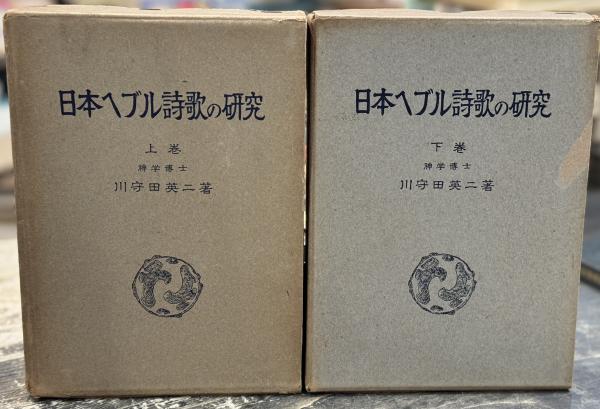 日本ヘブル詩歌の研究
上巻
神学博士
川守田英二著
日本ヘブル詩歌の研究
下巻
神学博士
川守田英二著